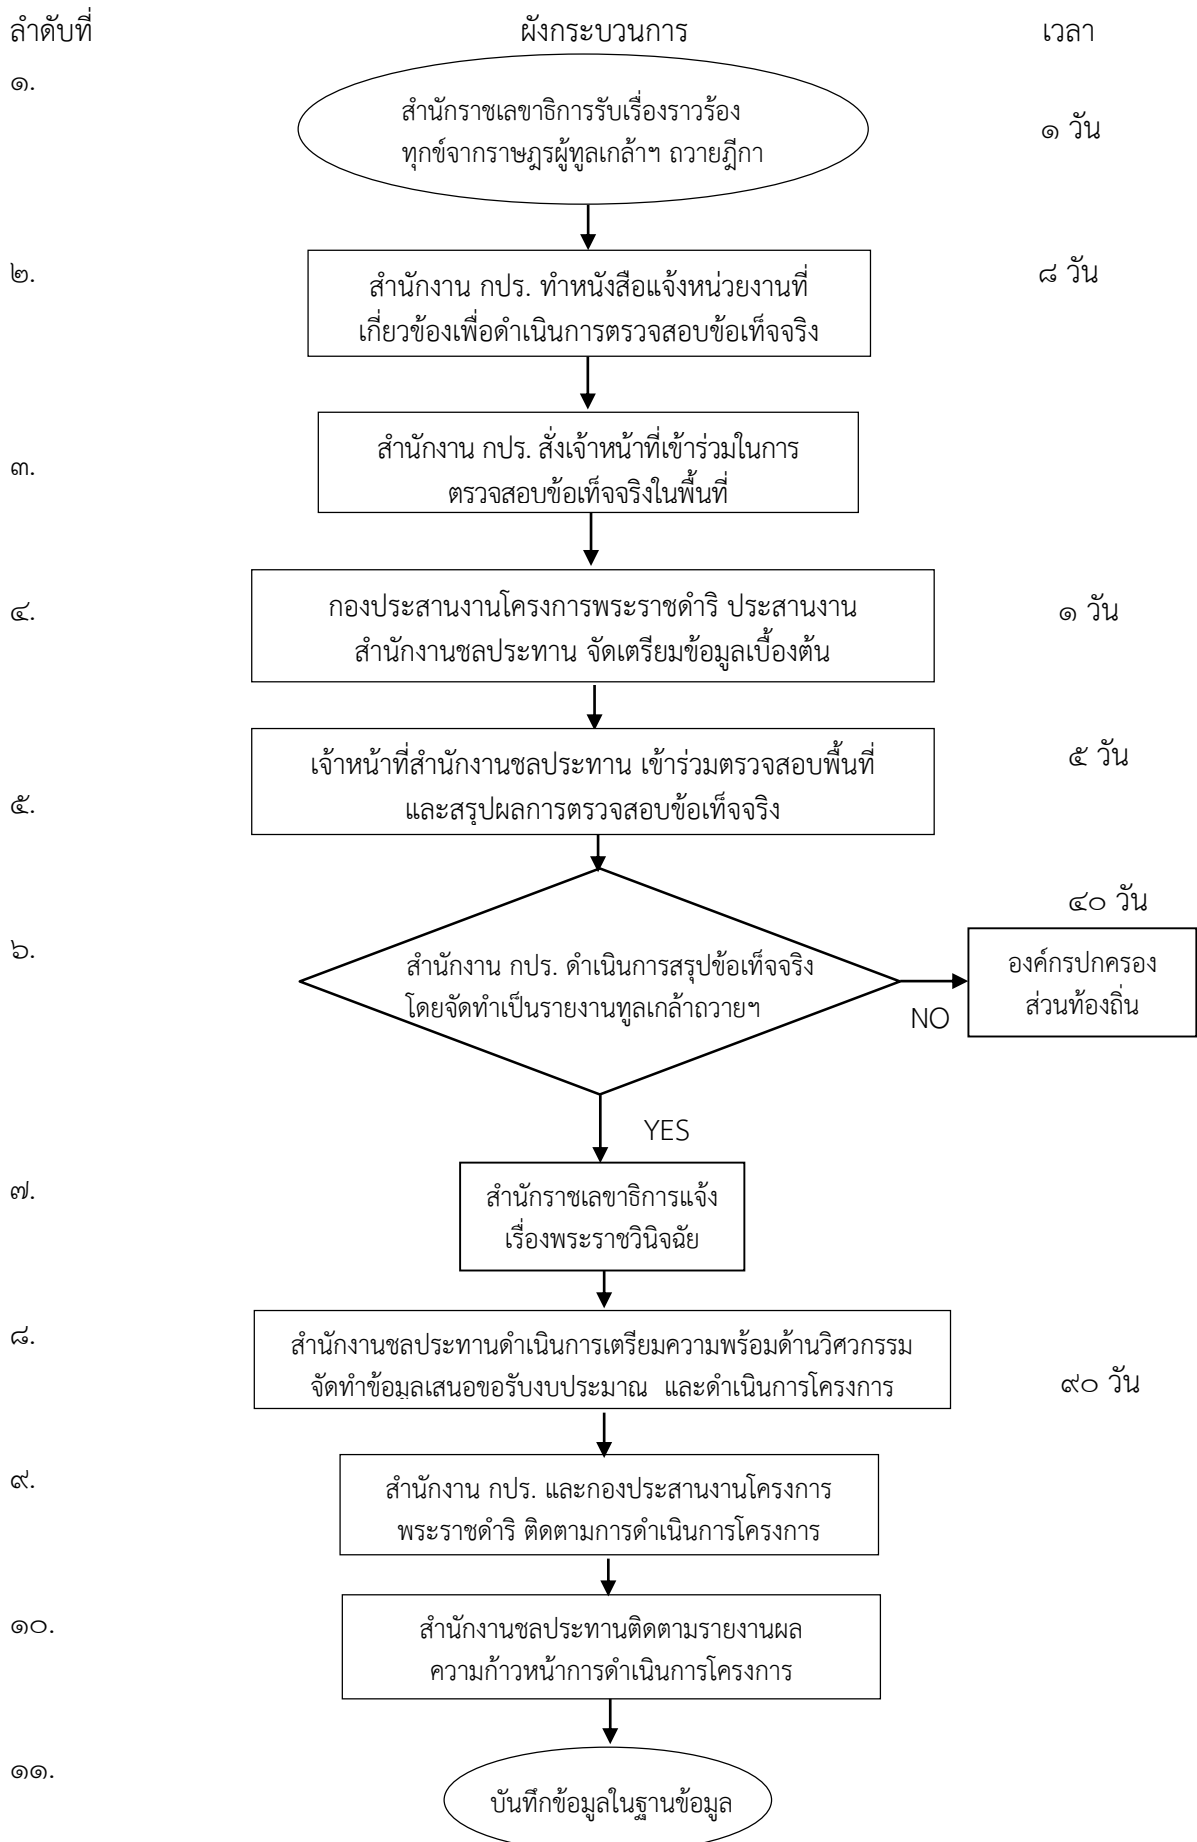 ลำดับที่ ผังกระบวนการ เวลา
๑.
สำนักราชเลขาธิการรับเรื่องราวร้อง
ทุกข์จากราษฎรผู้ทูลเกล้าฯ ถวายฎีกา
๑ วัน
๒.
สำนักงาน กปร. ทำหนังสือแจ้งหน่วยงานที่
เกี่ยวข้องเพื่อดำเนินการตรวจสอบข้อเท็จจริง
๘ วัน
๓.
สำนักงาน กปร. สั่งเจ้าหน้าที่เข้าร่วมในการ
ตรวจสอบข้อเท็จจริงในพื้นที่
๔.
กองประสานงานโครงการพระราชดำริ ประสานงาน
สำนักงานชลประทาน จัดเตรียมข้อมูลเบื้องต้น
๑ วัน
๕.
เจ้าหน้าที่สำนักงานชลประทาน เข้าร่วมตรวจสอบพื้นที่
และสรุปผลการตรวจสอบข้อเท็จจริง
๕ วัน
๖.
สำนักงาน กปร. ดำเนินการสรุปข้อเท็จจริง
โดยจัดทำเป็นรายงานทูลเกล้าถวายฯ
๔๐ วัน
NO
องค์กรปกครอง
ส่วนท้องถิ่น
YES
๗.
สำนักราชเลขาธิการแจ้ง
เรื่องพระราชวินิจฉัย
๘.
สำนักงานชลประทานดำเนินการเตรียมความพร้อมด้านวิศวกรรม
จัดทำข้อมูลเสนอขอรับงบประมาณ และดำเนินการโครงการ
๙๐ วัน
๙.
สำนักงาน กปร. และกองประสานงานโครงการ
พระราชดำริ ติดตามการดำเนินการโครงการ
๑๐.
สำนักงานชลประทานติดตามรายงานผล
ความก้าวหน้าการดำเนินการโครงการ
๑๑.
บันทึกข้อมูลในฐานข้อมูล